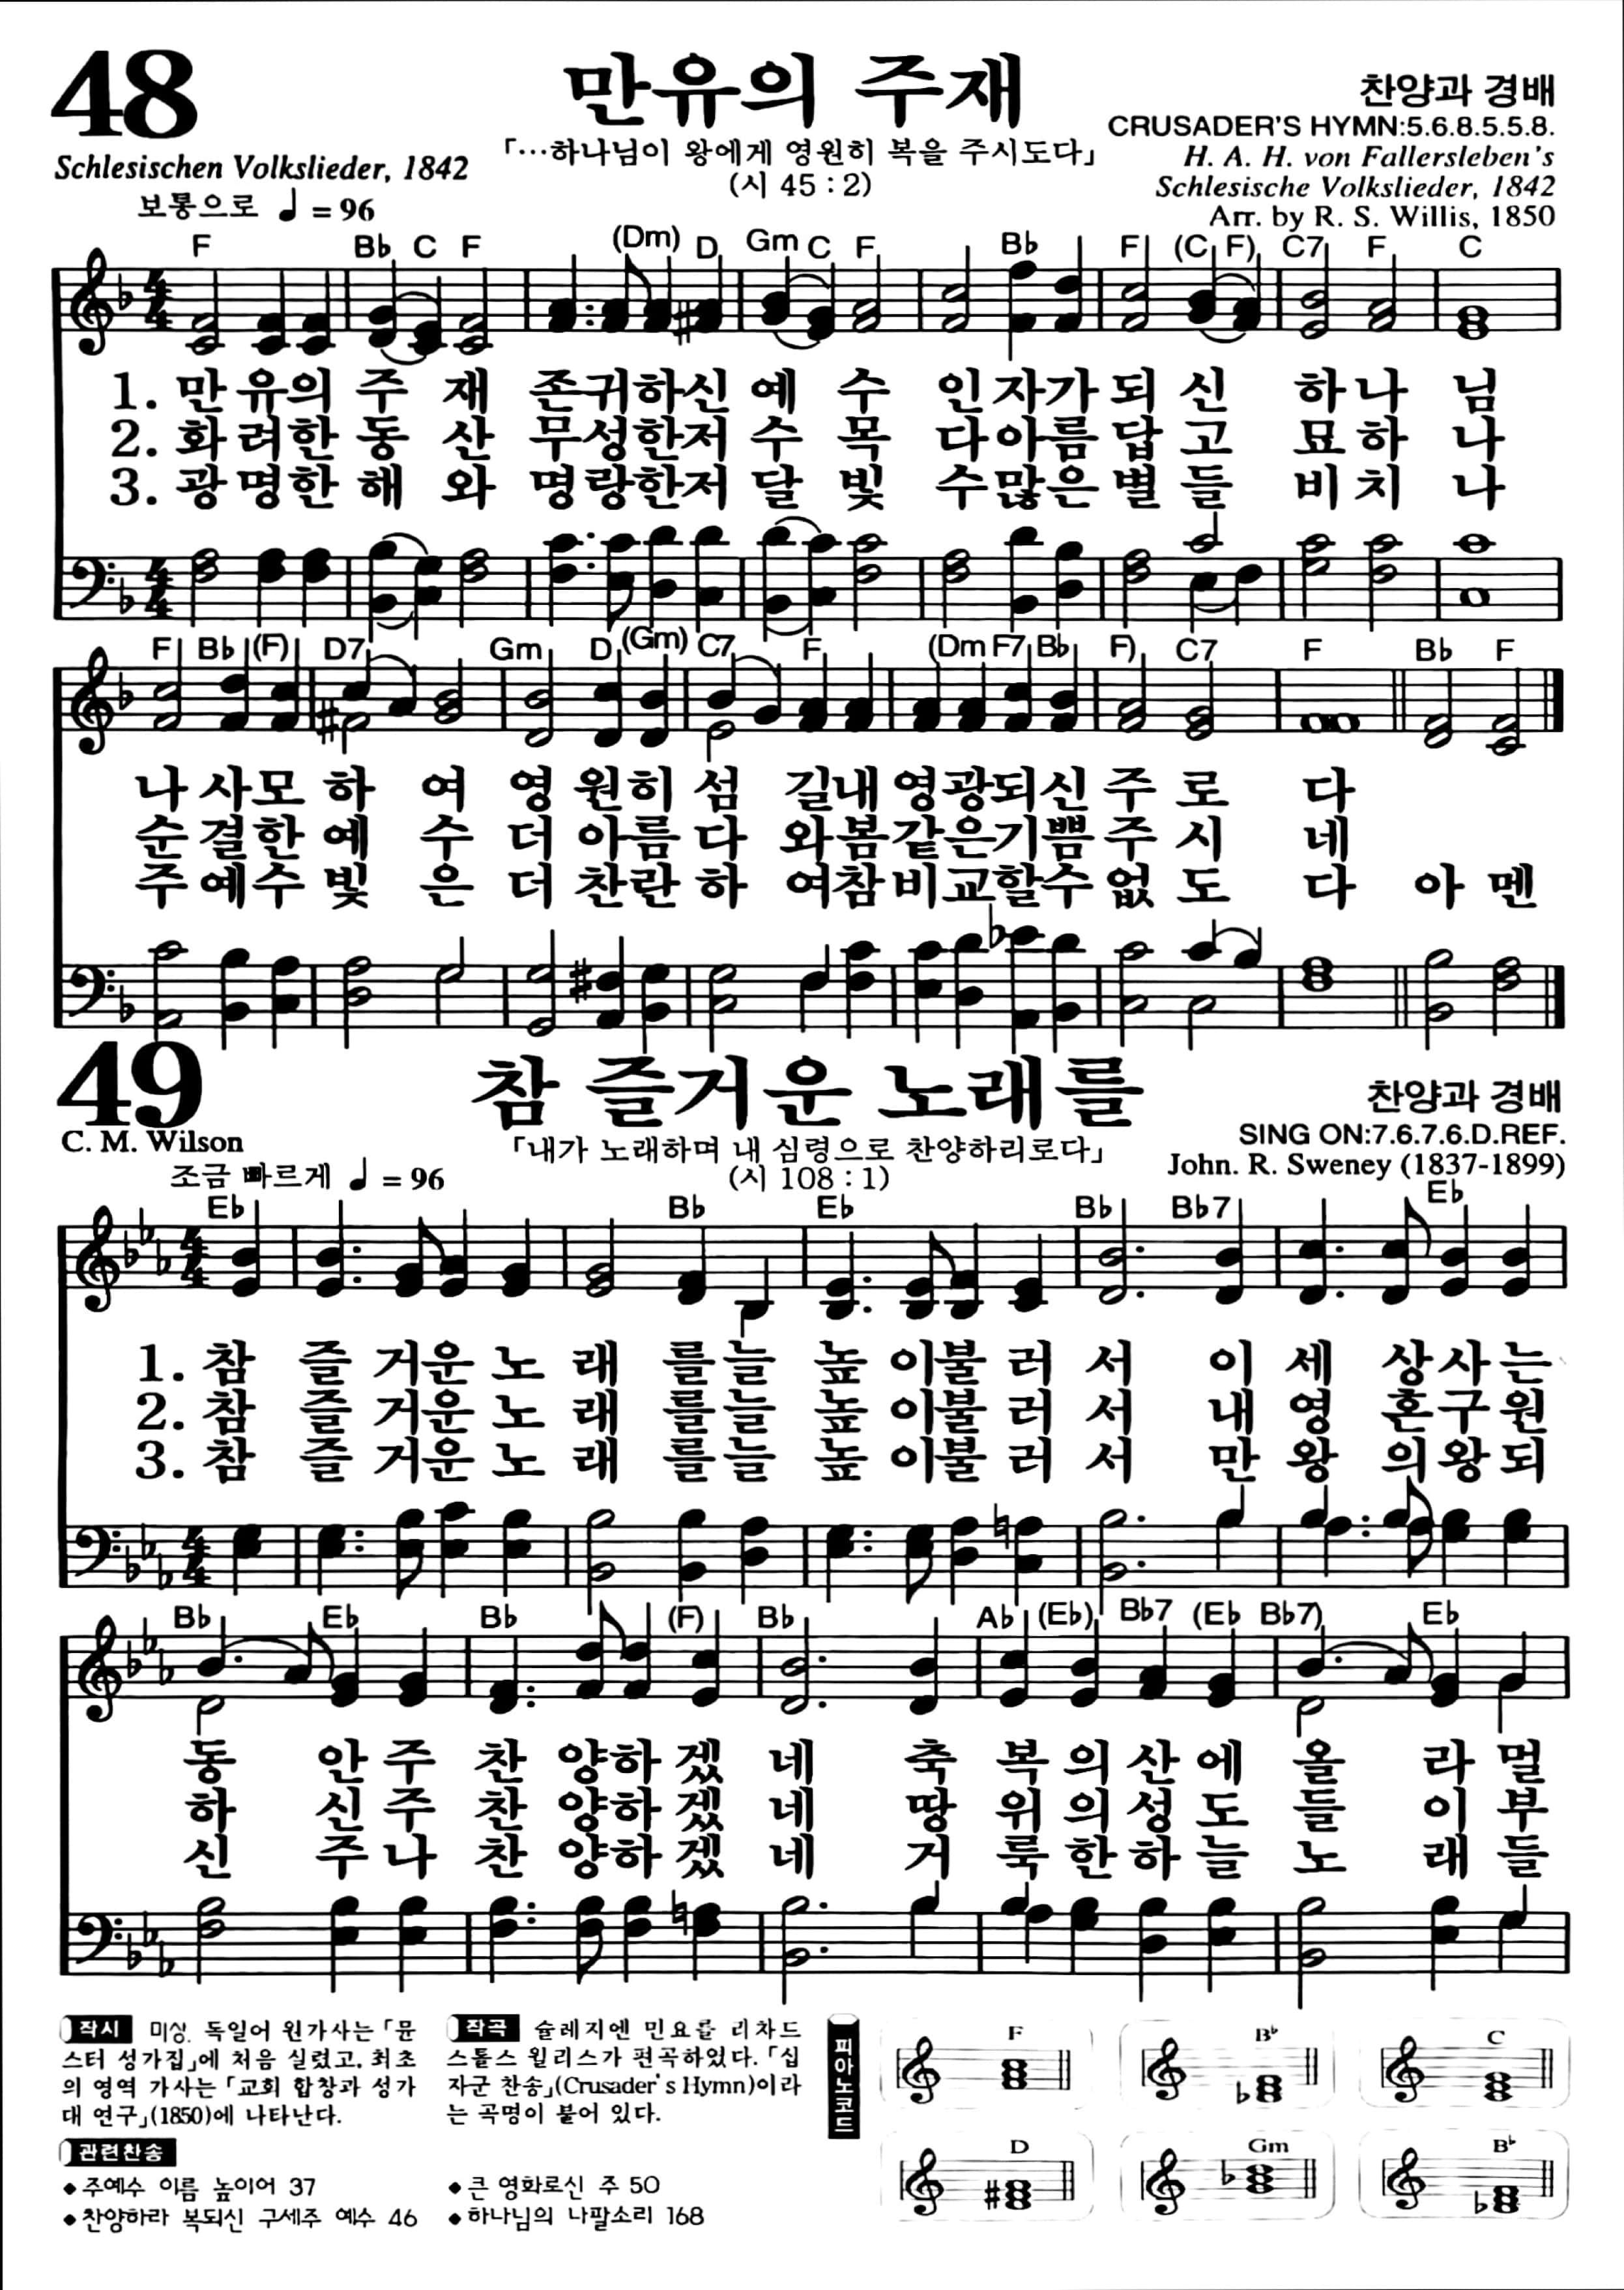 48
만유의 주재
찬양과 경배
CRUSADER'S HYMN:5.6.8.5.5.8.
「…하나님이 왕에게 영원히 복을 주시도다」
H. A. H. von Fallersleben's
Schlesischen Volkslieder, 1842
(시 45 : 2)
Schlesische Volkslieder, 1842
보통으로 ♩ = 96
Arr. by R. S. Willis, 1850
F B♭ C F (Dm) D Gm C F B♭ F (C F) C7 F C
1. 만 유의 주 재 존귀하신 예 수 인 자가 되 신 하 나 님
2. 화 려한 동 산 무성한저 수 목 다 아름 답 고 묘 하 나
3. 광 명한 해 와 명랑한저 달 빛 수 많은 별 들 비 치 나
F B♭ (F) D7 Gm D (Gm) C7 F (Dm F7 B♭ F) C7 F B♭ F
나 사모 하 여 영 원히 섬 길내 영광되신 주 로 다
순 결한 예 수 더 아름 다 와봄 같은기쁨 주 시 네
주 예수 빛 은 더 찬란 하 여참 비교할수 없 도 다 아 멘
49
참 즐거운 노래를
찬양과 경배
C. M. Wilson
「내가 노래하며 내 심령으로 찬양하리로다」
SING ON:7.6.7.6.D.REF.
조금 빠르게 ♩ = 96
(시 108 : 1)
John. R. Sweney (1837-1899)
E♭ B♭ E♭ B♭ B♭7 E♭
1. 참 즐 거운 노 래 를늘 높 이불 러 서 이 세 상사는
2. 참 즐 거운 노 래 를늘 높 이불 러 서 내 영 혼구원
3. 참 즐 거운 노 래 를늘 높 이불 러 서 만 왕 의왕되
B♭ E♭ B♭ (F) B♭ A♭ (E♭) B♭7 (E♭ B♭7) E♭
동 안 주 찬 양하 겠 네 축 복 의 산 에 올 라 멀
하 신 주 찬 양하 겠 네 땅 위 의 성 도 들 이 부
신 주 나 찬 양하 겠 네 거 룩 한 하 늘 노 래 들
작시 미상. 독일어 원가사는 「뮨
스터 성가집」에 처음 실렸고, 최초
의 영역 가사는 「교회 합창과 성가
대 연구」(1850)에 나타난다.
작곡 슐레지엔 민요를 리차드
스톨스 윌리스가 편곡하였다. 「십
자군 찬송」(Crusader's Hymn)이라
는 곡명이 붙어 있다.
관련찬송
◆ 주예수 이름 높이어 37
◆ 찬양하라 복되신 구세주 예수 46
◆ 큰 영화로신 주 50
◆ 하나님의 나팔소리 168
피아노코드
F B♭ C
D Gm B♭